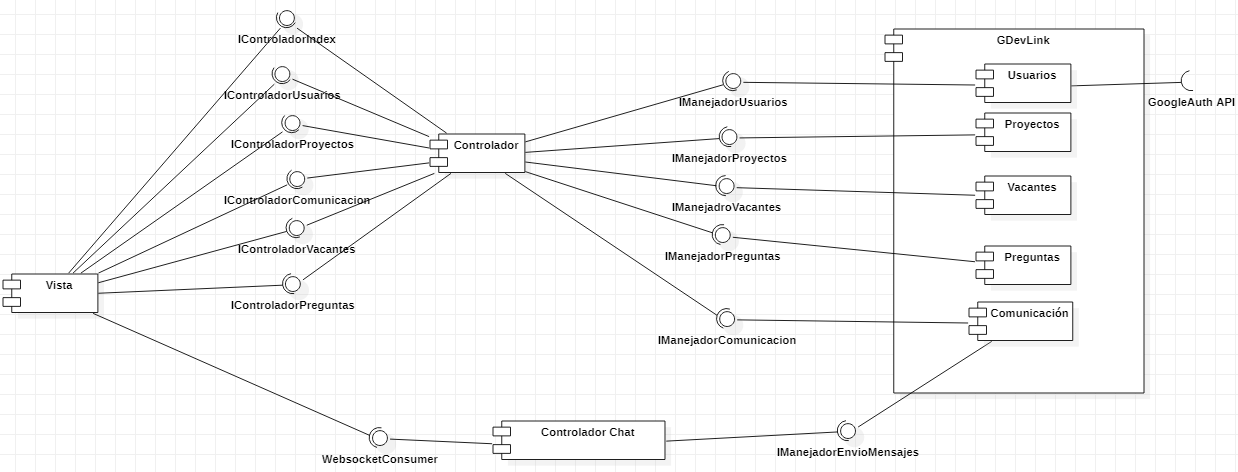 IControladorIndex
GDevLink
Usuarios
IControladorUsuarios
IManejadorUsuarios
GoogleAuth API
Proyectos
IControladorProyectos
Controlador
IManejadorProyectos
Vacantes
IControladorComunicacion
IManejadroVacantes
IControladorVacantes
IManejadorPreguntas
Preguntas
Vista
IControladorPreguntas
Comunicación
IManejadorComunicacion
Controlador Chat
WebsocketConsumer
IManejadorEnvioMensajes